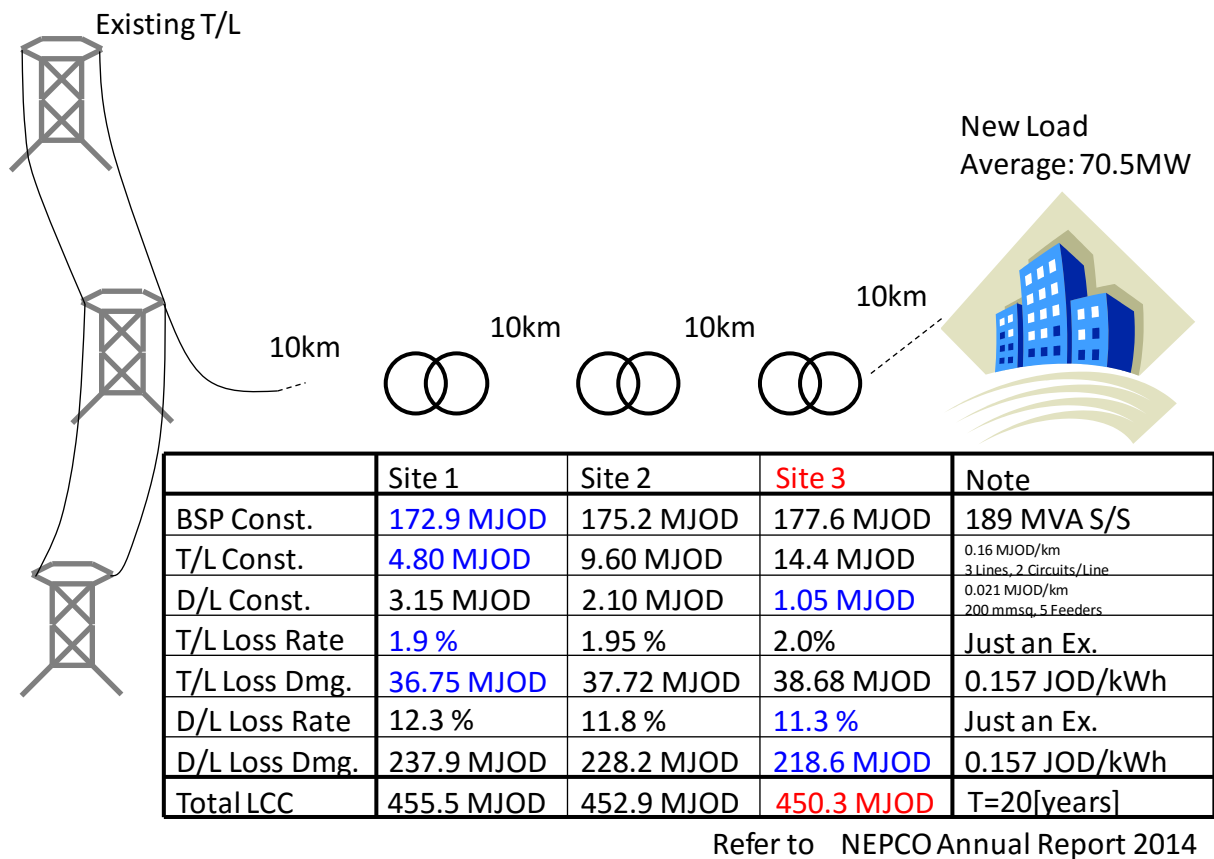 Existing T/L
New Load
Average: 70.5MW
10km
10km
10km
10km
Site 1 Site 2 Site 3 Note
BSP Const. 172.9 MJOD 175.2 MJOD 177.6 MJOD 189 MVA S/S
T/L Const. 4.80 MJOD 9.60 MJOD 14.4 MJOD 0.16 MJOD/km
3 Lines, 2 Circuits/Line
D/L Const. 3.15 MJOD 2.10 MJOD 1.05 MJOD 0.021 MJOD/km
200 mmsq, 5 Feeders
T/L Loss Rate 1.9 % 1.95 % 2.0% Just an Ex.
T/L Loss Dmg. 36.75 MJOD 37.72 MJOD 38.68 MJOD 0.157 JOD/kWh
D/L Loss Rate 12.3 % 11.8 % 11.3 % Just an Ex.
D/L Loss Dmg. 237.9 MJOD 228.2 MJOD 218.6 MJOD 0.157 JOD/kWh
Total LCC 455.5 MJOD 452.9 MJOD 450.3 MJOD T=20[years]
Refer to NEPCO Annual Report 2014